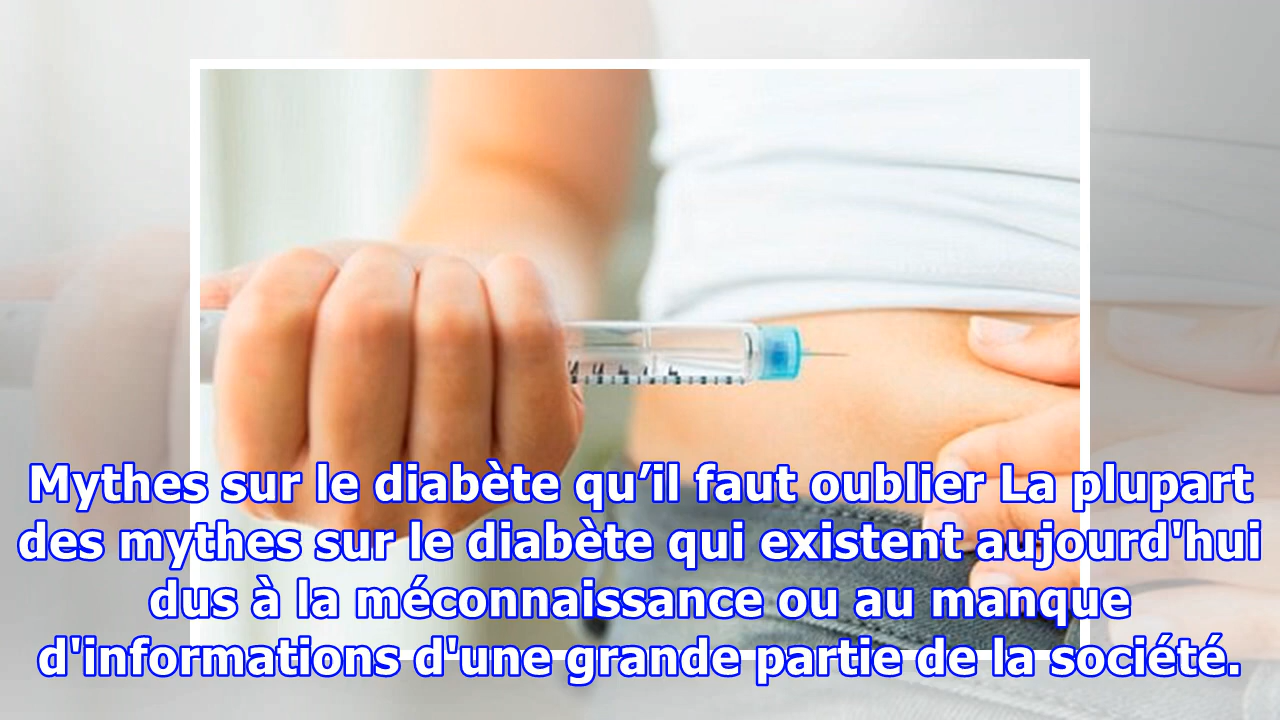 Mythes sur le diabète qu’il faut oublier La plupart
des mythes sur le diabète qui existent aujourd'hui
dus à la méconnaissance ou au manque
d'informations d'une grande partie de la société.